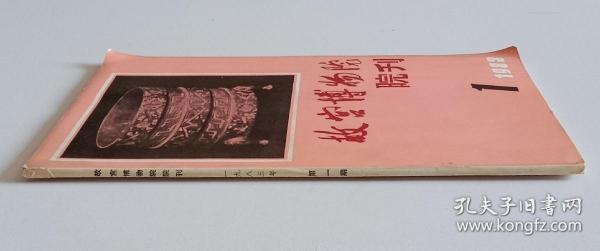 故宫博物院
院刊
1
1983
故宫博物院院刊 一九八三年 第一期
孔夫子旧书网
www.kongfz.com